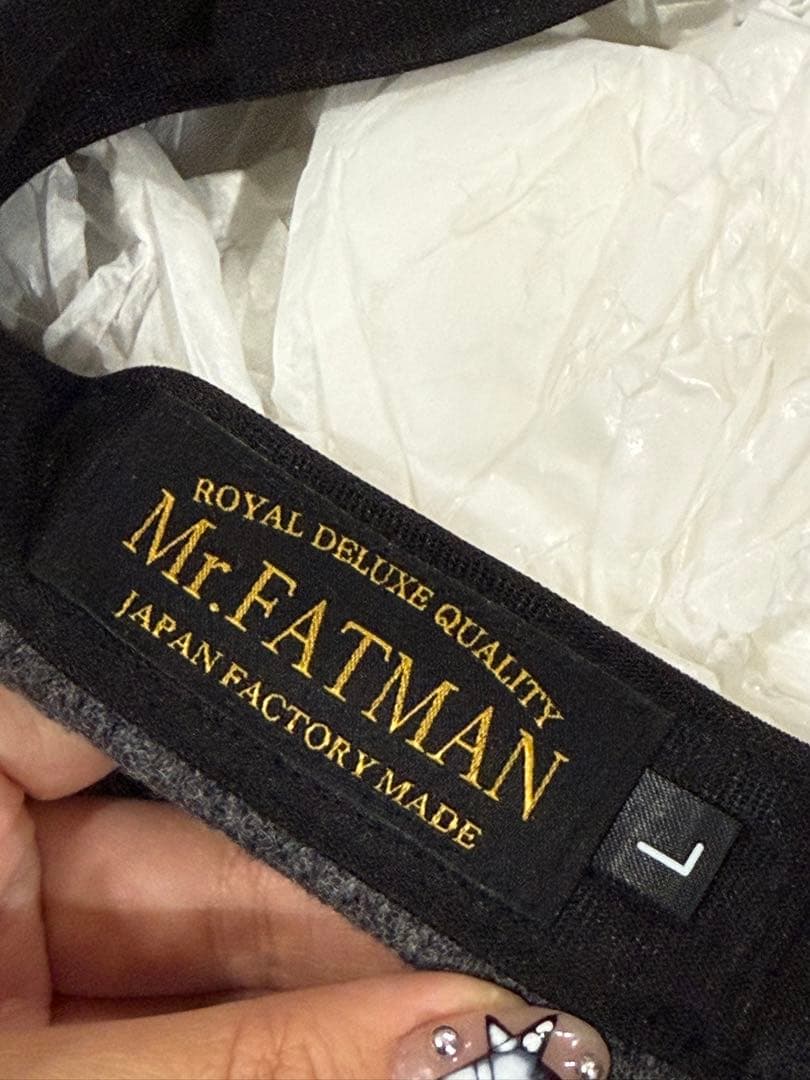 ROYAL DELUXE QUALITY
Mr.FATMAN
JAPAN FACTORY MADE
L